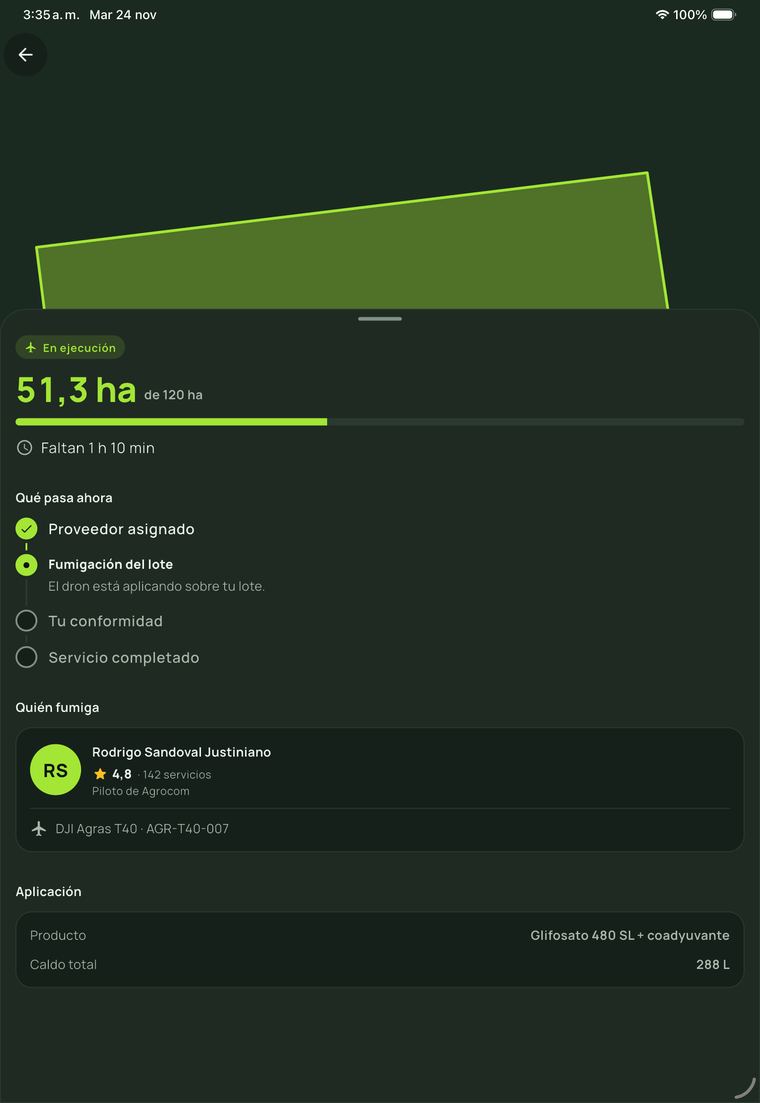 3:35 a. m. Mar 24 nov 100%
En ejecución
51,3 ha de 120 ha
Faltan 1 h 10 min
Qué pasa ahora
Proveedor asignado
Fumigación del lote
El dron está aplicando sobre tu lote.
Tu conformidad
Servicio completado
Quién fumiga
RS
Rodrigo Sandoval Justiniano
4,8 · 142 servicios
Piloto de Agrocom
DJI Agras T40 · AGR-T40-007
Aplicación
Producto Glifosato 480 SL + coadyuvante
Caldo total 288 L